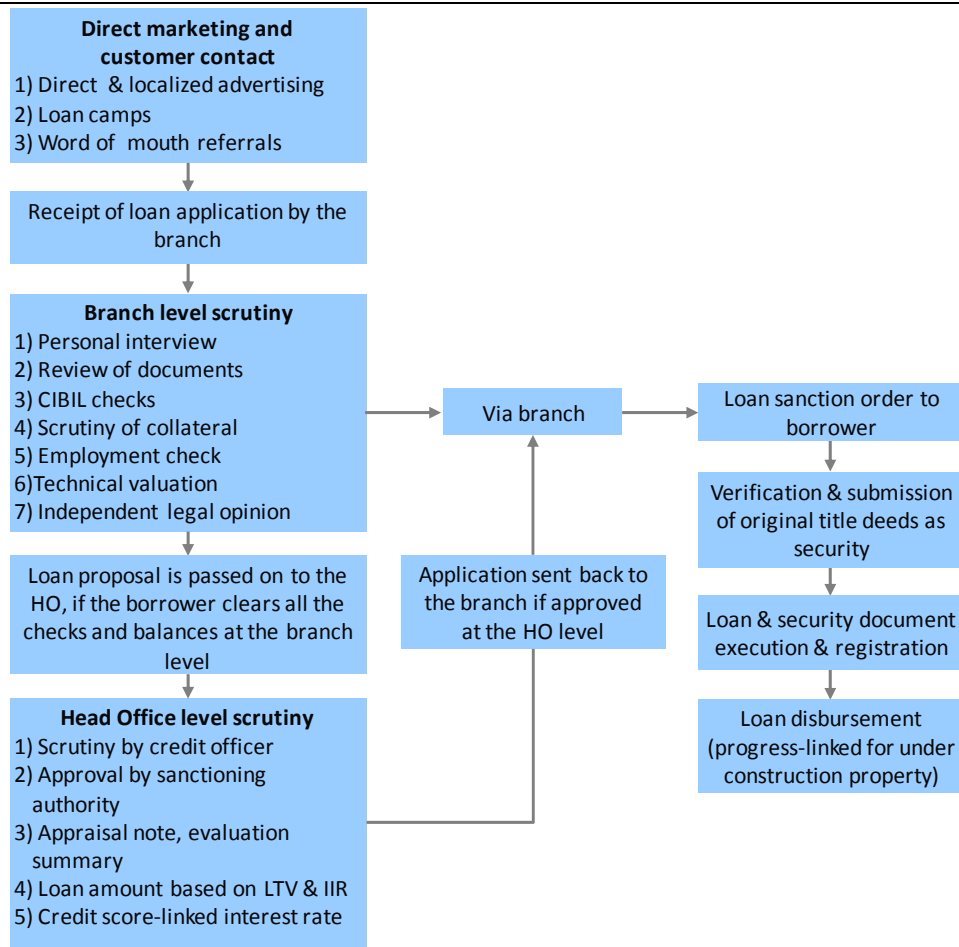 Direct marketing and
customer contact
1) Direct & localized advertising
2) Loan camps
3) Word of mouth referrals
Receipt of loan application by the
branch
Branch level scrutiny
1) Personal interview
2) Review of documents
3) CIBIL checks
4) Scrutiny of collateral
5) Employment check
6)Technical valuation
7) Independent legal opinion
Loan proposal is passed on to the
HO, if the borrower clears all the
checks and balances at the branch
level
Head Office level scrutiny
1) Scrutiny by credit officer
2) Approval by sanctioning
authority
3) Appraisal note, evaluation
summary
4) Loan amount based on LTV & IIR
5) Credit score-linked interest rate
Via branch
Application sent back to
the branch if approved
at the HO level
Loan sanction order to
borrower
Verification & submission
of original title deeds as
security
Loan & security document
execution & registration
Loan disbursement
(progress-linked for under
construction property)